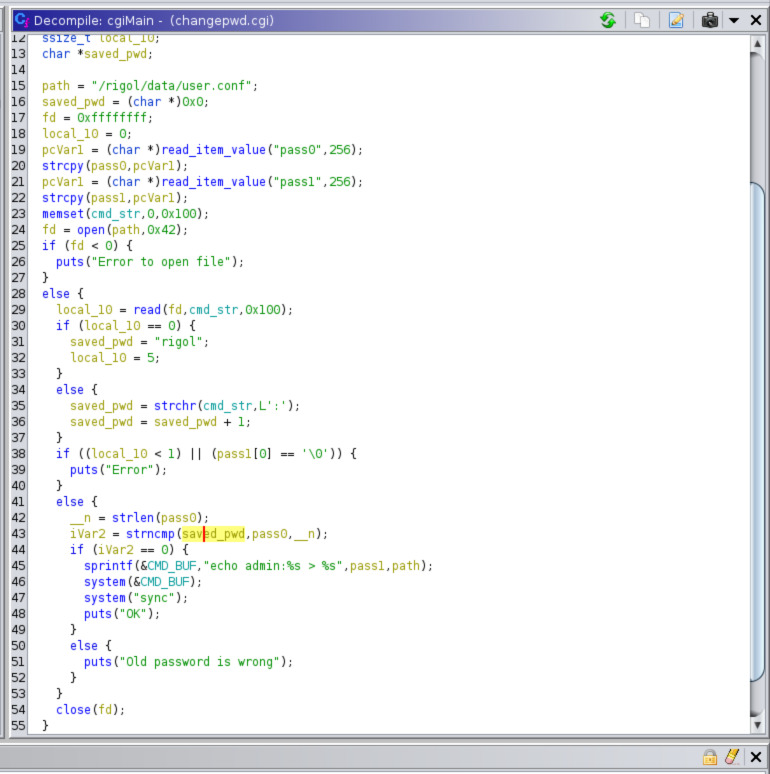 Decompile: cgiMain - (changepwd.cgi)
12 ssize_t local_10;
13 char *saved_pwd;
14
15 path = "/rigol/data/user.conf";
16 saved_pwd = (char *)0x0;
17 fd = 0xffffffff;
18 local_10 = 0;
19 pcVar1 = (char *)read_item_value("pass0",256);
20 strcpy(pass0,pcVar1);
21 pcVar1 = (char *)read_item_value("pass1",256);
22 strcpy(pass1,pcVar1);
23 memset(cmd_str,0,0x100);
24 fd = open(path,0x42);
25 if (fd < 0) {
26 puts("Error to open file");
27 }
28 else {
29 local_10 = read(fd,cmd_str,0x100);
30 if (local_10 == 0) {
31 saved_pwd = "rigol";
32 local_10 = 5;
33 }
34 else {
35 saved_pwd = strchr(cmd_str,L':');
36 saved_pwd = saved_pwd + 1;
37 }
38 if ((local_10 < 1) || (pass1[0] == '\0')) {
39 puts("Error");
40 }
41 else {
42 __n = strlen(pass0);
43 iVar2 = strncmp(saved_pwd,pass0,__n);
44 if (iVar2 == 0) {
45 sprintf(&CMD_BUF,"echo admin:%s > %s",pass1,path);
46 system(&CMD_BUF);
47 system("sync");
48 puts("OK");
49 }
50 else {
51 puts("Old password is wrong");
52 }
53 }
54 close(fd);
55 }